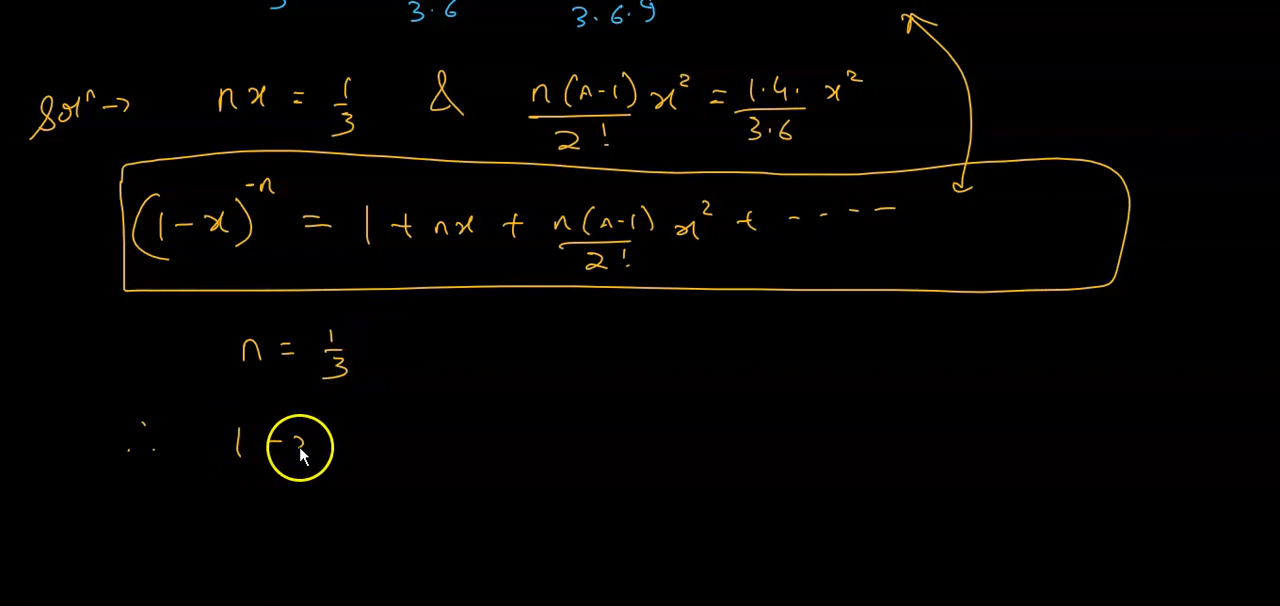 3 3.6 3.6.9
Solⁿ → nx = 1/3 & n(n-1)/2! x² = 1.4./3.6 x²
(1-x)⁻ⁿ = 1 + nx + n(n-1)/2! x² + ----
n = 1/3
∴ 1 -